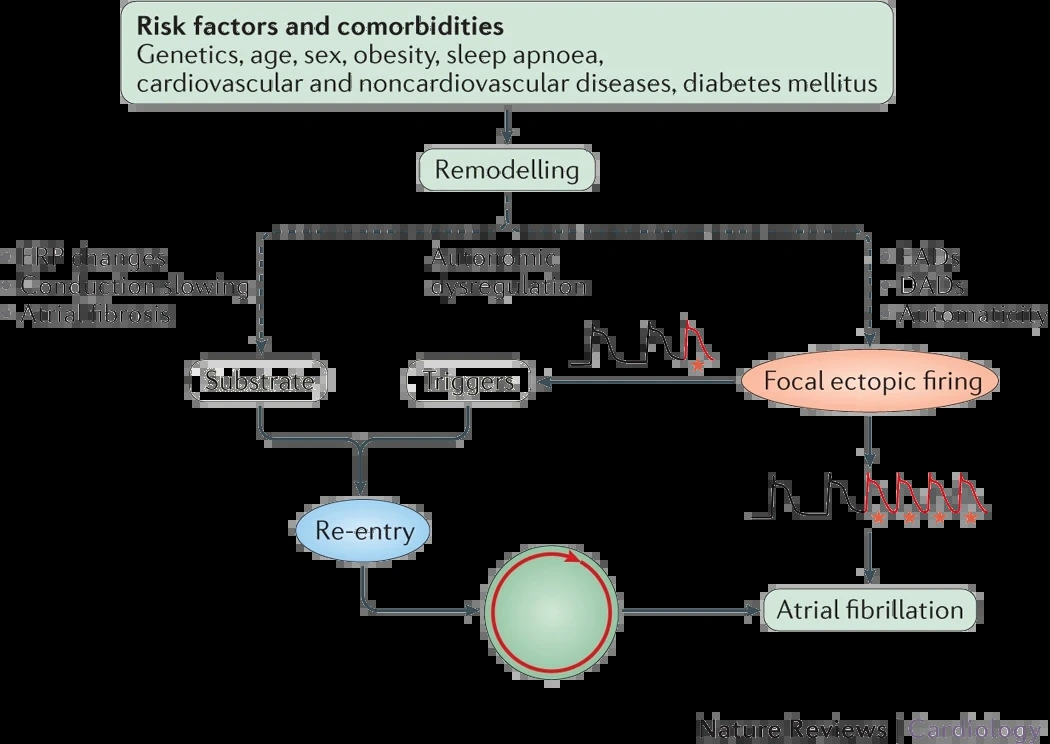 Risk factors and comorbidities
Genetics, age, sex, obesity, sleep apnoea,
cardiovascular and noncardiovascular diseases, diabetes mellitus
Remodelling
• ERP changes
• Conduction slowing
• Atrial fibrosis
Autonomic
dysregulation
• EADs
• DADs
• Automaticity
Substrate
Triggers
Focal ectopic firing
Re-entry
Atrial fibrillation
Nature Reviews | Cardiology